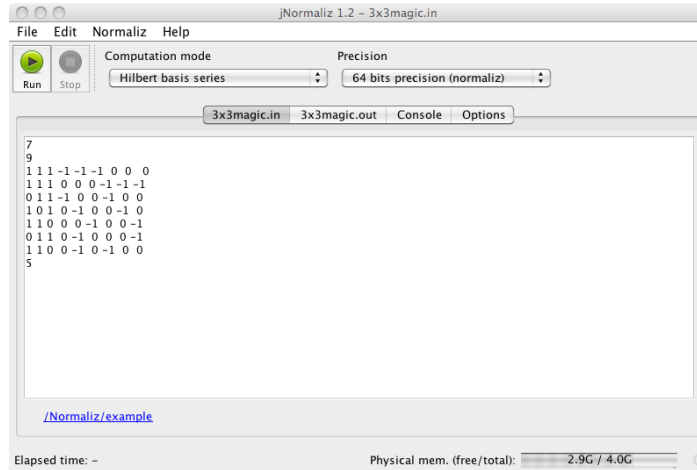 jNormaliz 1.2 – 3x3magic.in
File Edit Normaliz Help
Computation mode Precision
Run Stop Hilbert basis series 64 bits precision (normaliz)
3x3magic.in 3x3magic.out Console Options
7
9
1 1 1 -1 -1 -1 0 0 0
1 1 1 0 0 0 -1 -1 -1
0 1 1 -1 0 0 -1 0 0
1 0 1 0 -1 0 0 -1 0
1 1 0 0 0 -1 0 0 -1
0 1 1 0 -1 0 0 0 -1
1 1 0 0 -1 0 -1 0 0
5
/Normaliz/example
Elapsed time: – Physical mem. (free/total): 2.9G / 4.0G